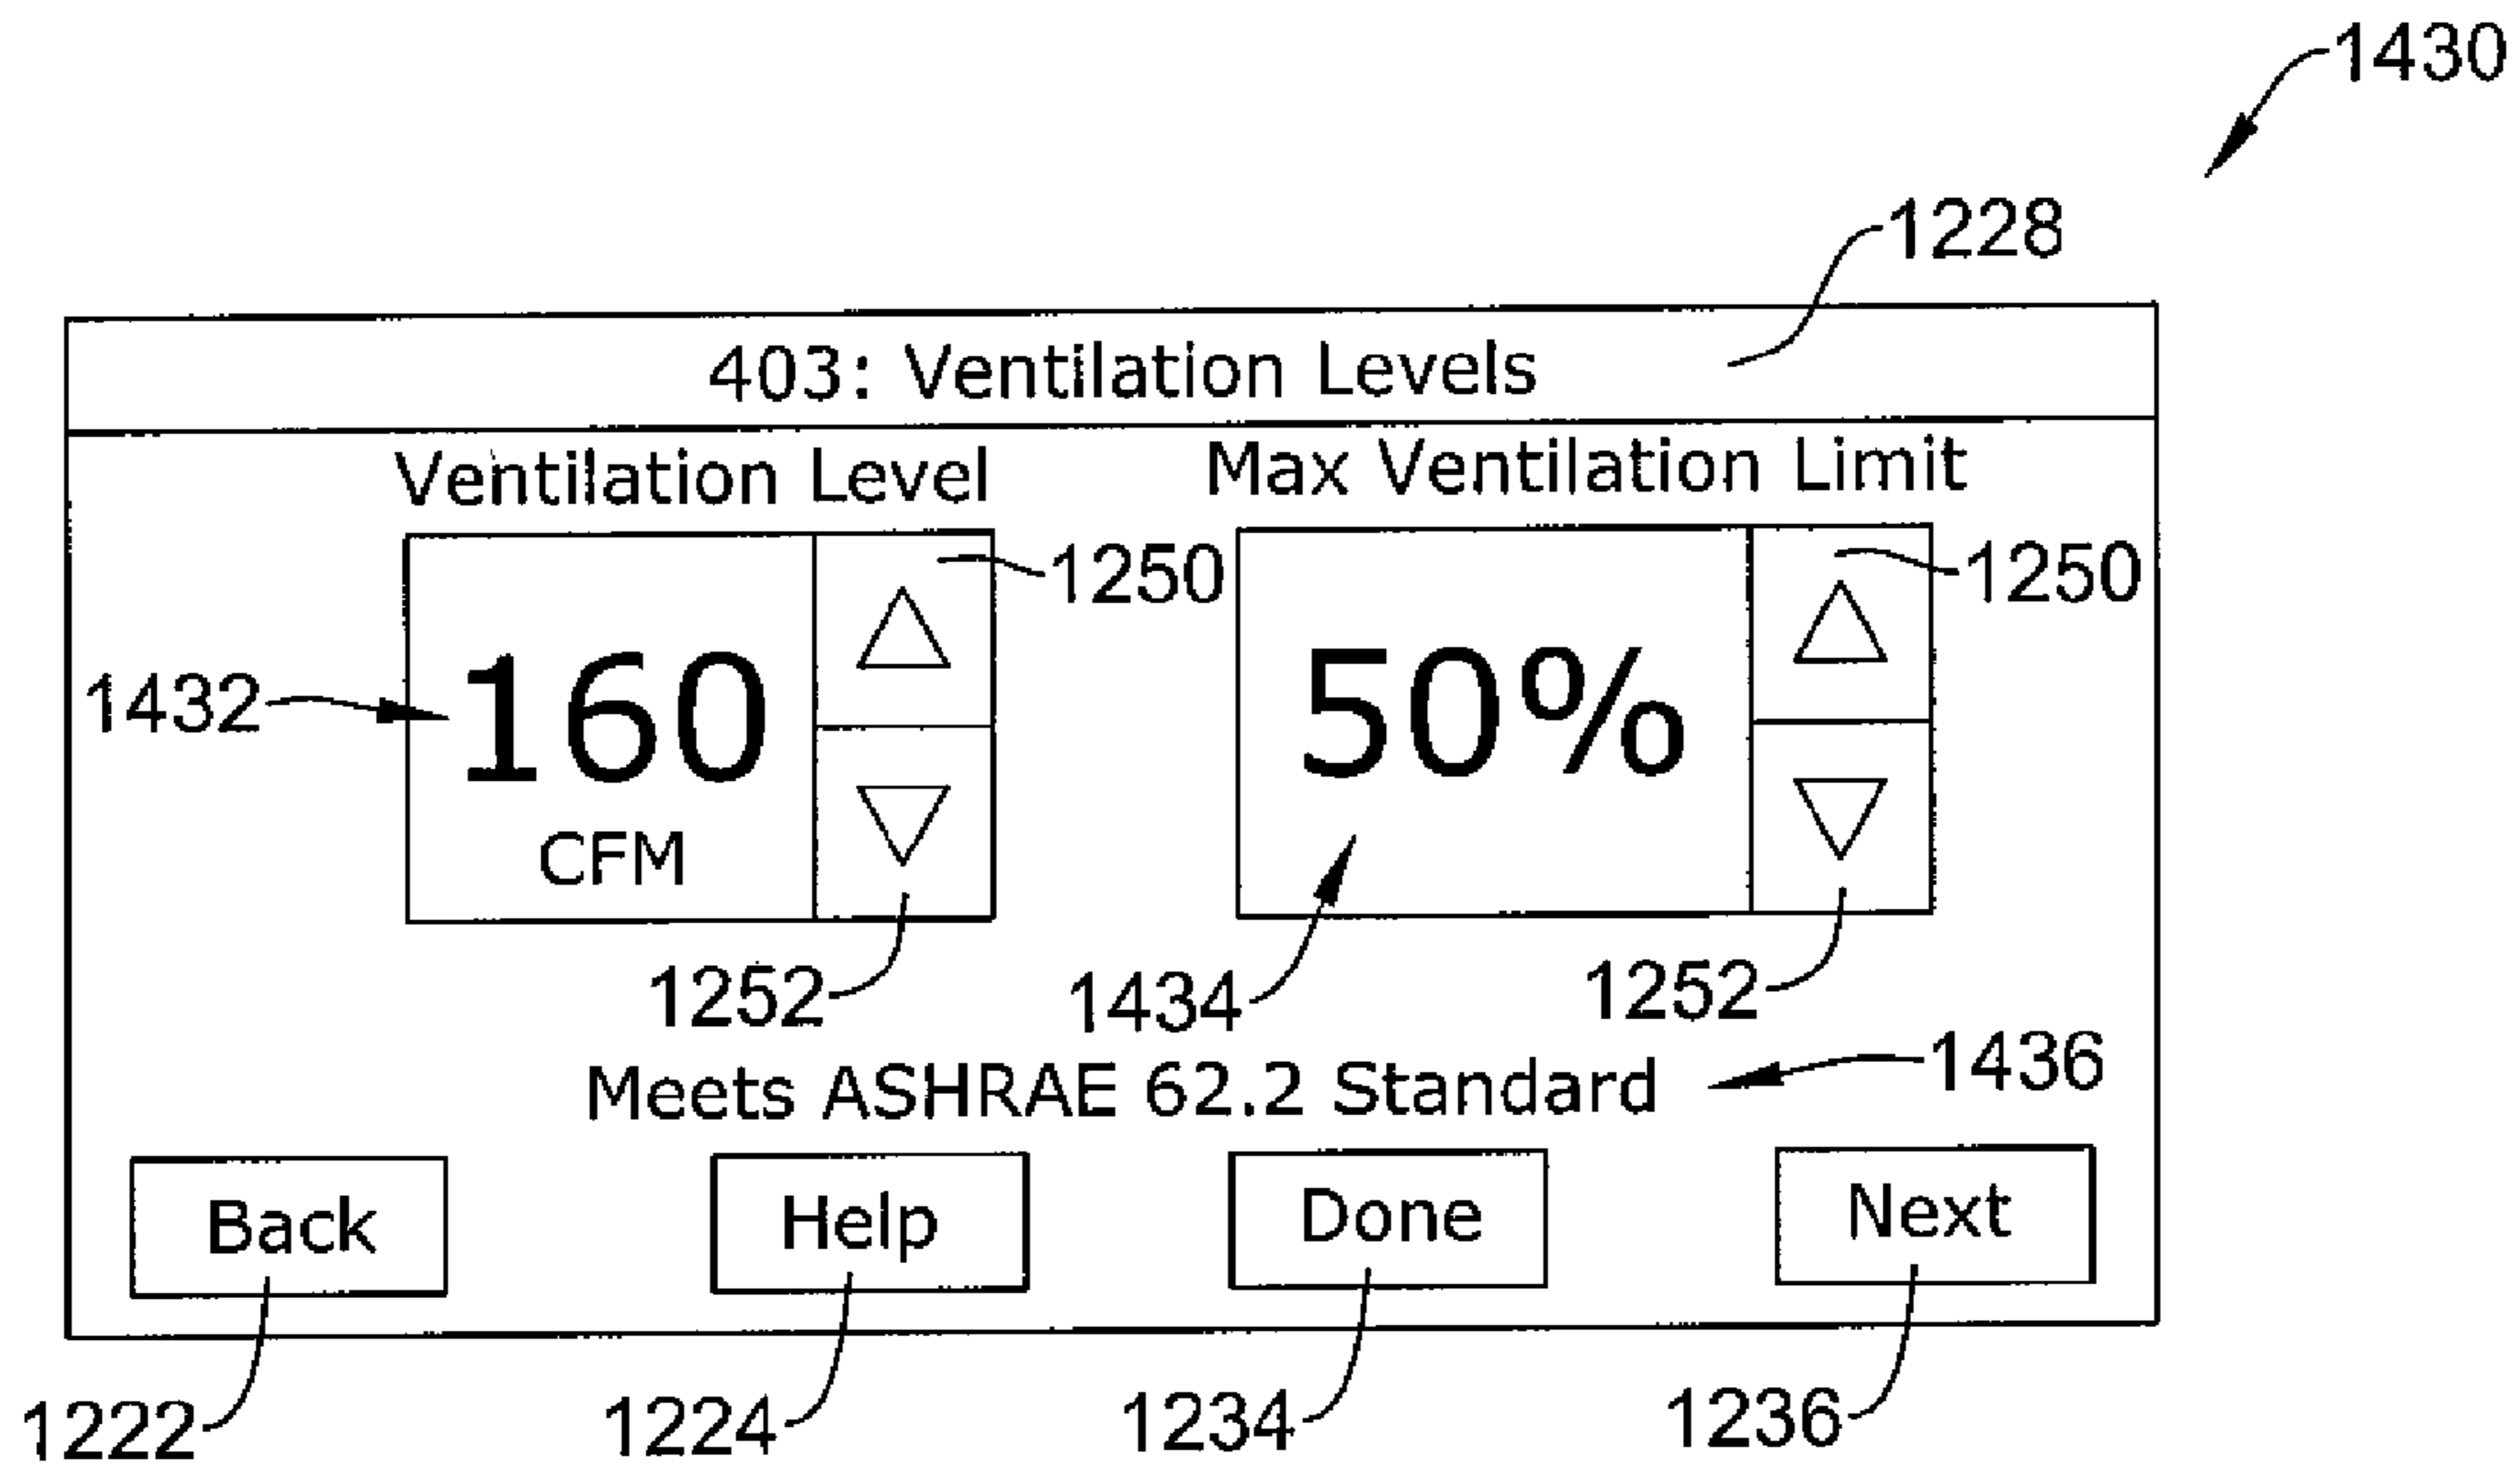 1430
1228
403: Ventilation Levels
Ventilation Level
Max Ventilation Limit
1250
1250
1432
160
CFM
50%
1252
1434
1252
Meets ASHRAE 62.2 Standard
1436
Back
Help
Done
Next
1222
1224
1234
1236